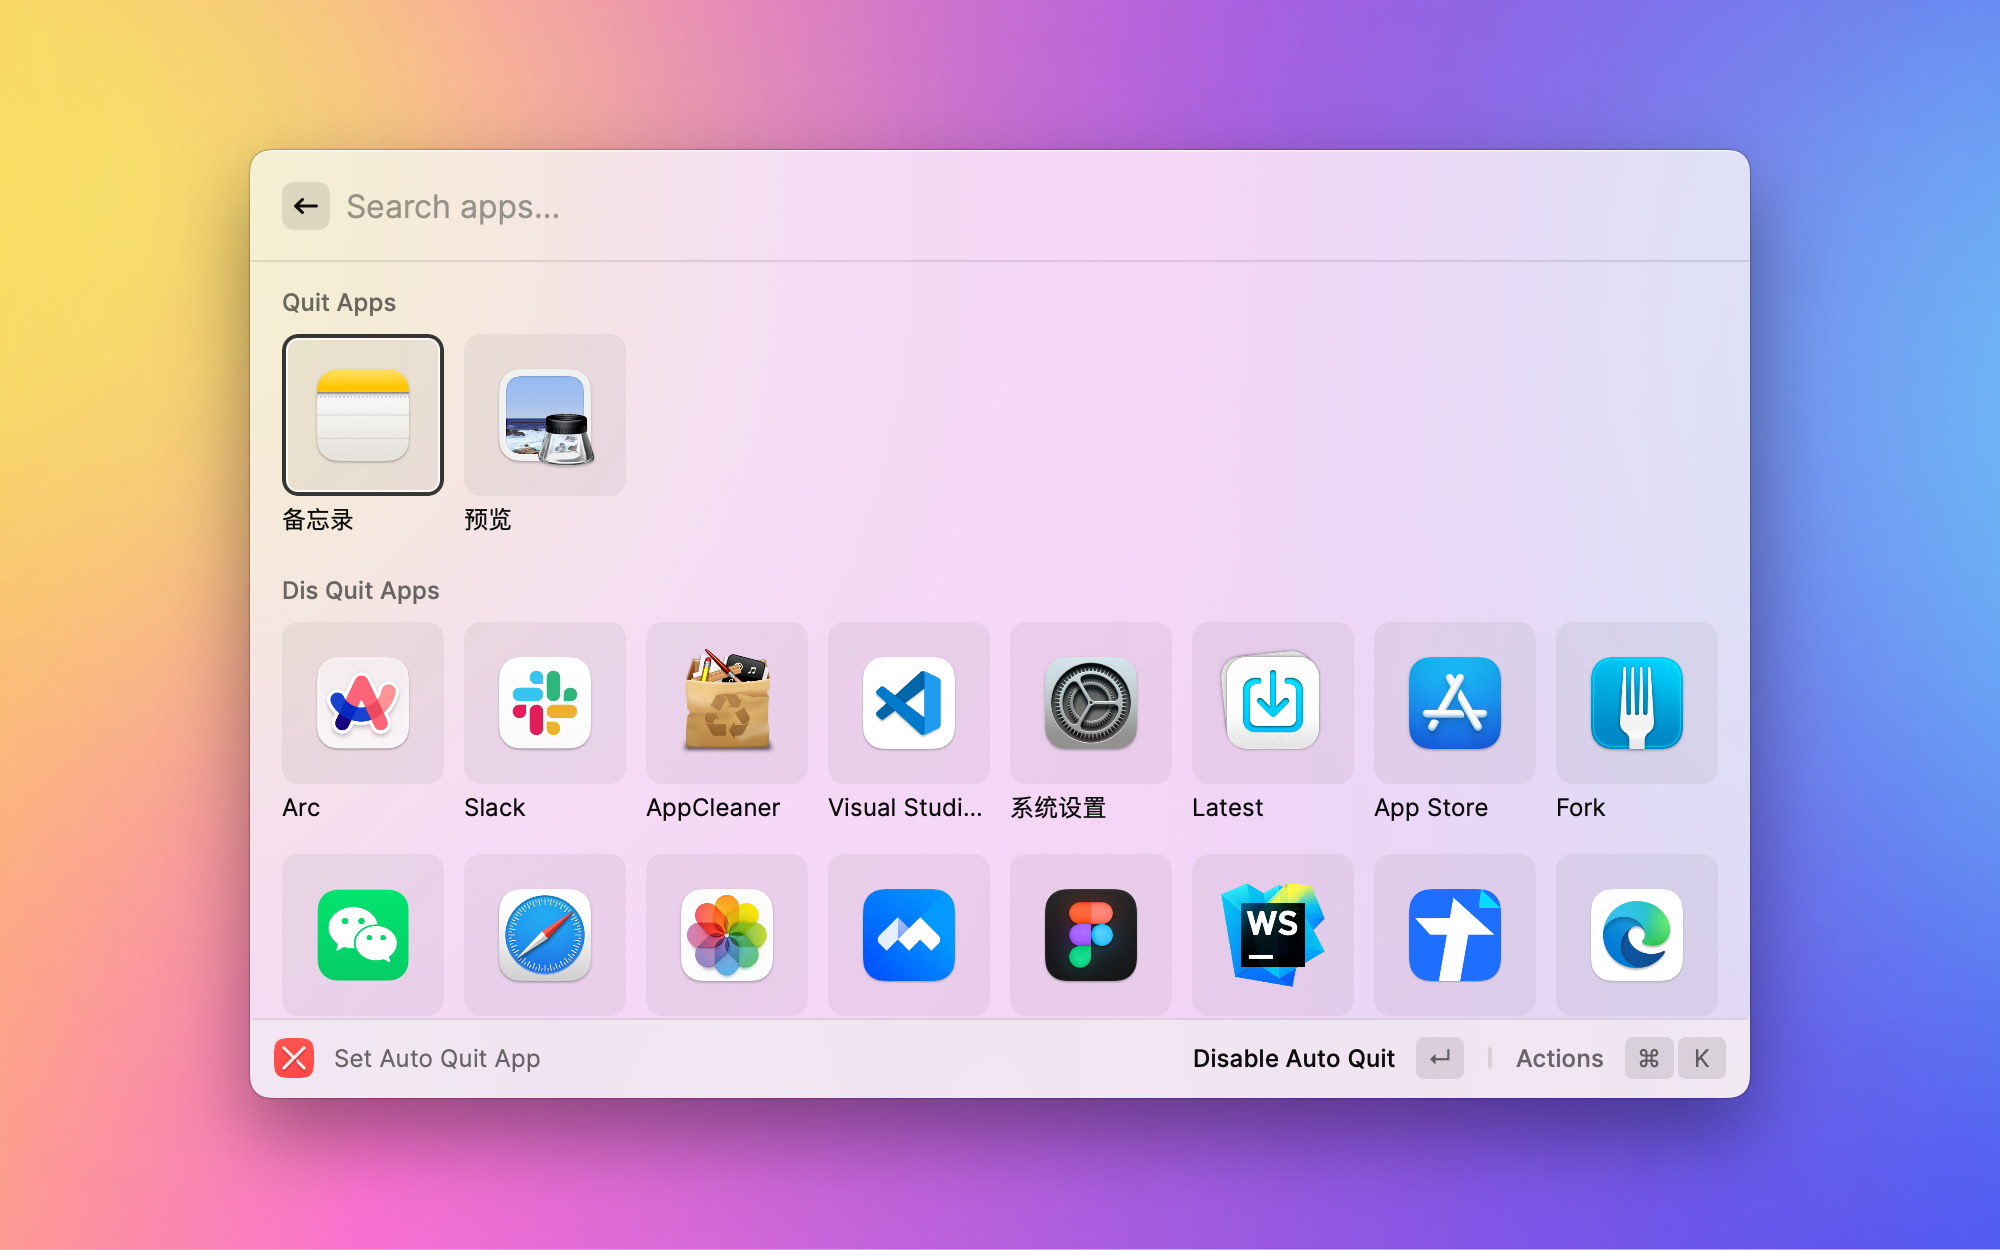 Search apps...
Quit Apps
备忘录
预览
Dis Quit Apps
Arc
Slack
AppCleaner
Visual Studi...
系统设置
Latest
App Store
Fork
WS
Set Auto Quit App
Disable Auto Quit
Actions
⌘
K